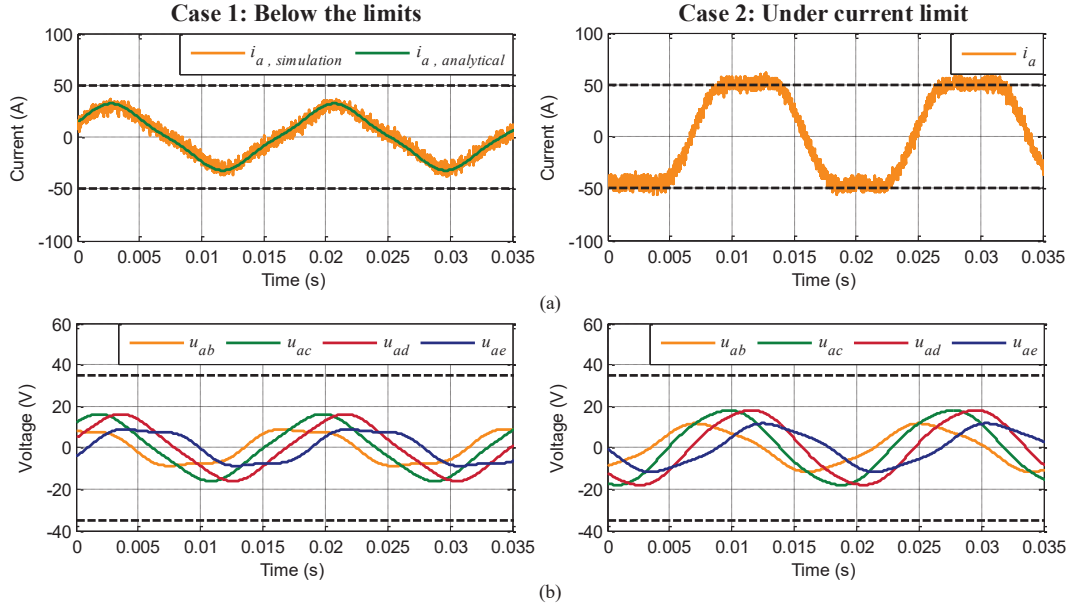 Case 1: Below the limits
Case 2: Under current limit
100
50
0
-50
-100
Current (A)
i a , simulation
i a , analytical
0 0.005 0.01 0.015 0.02 0.025 0.03 0.035
Time (s)
100
50
0
-50
-100
Current (A)
i a
0 0.005 0.01 0.015 0.02 0.025 0.03 0.035
Time (s)
(a)
60
40
20
0
-20
-40
Voltage (V)
u ab u ac u ad u ae
0 0.005 0.01 0.015 0.02 0.025 0.03 0.035
Time (s)
60
40
20
0
-20
-40
Voltage (V)
u ab u ac u ad u ae
0 0.005 0.01 0.015 0.02 0.025 0.03 0.035
Time (s)
(b)